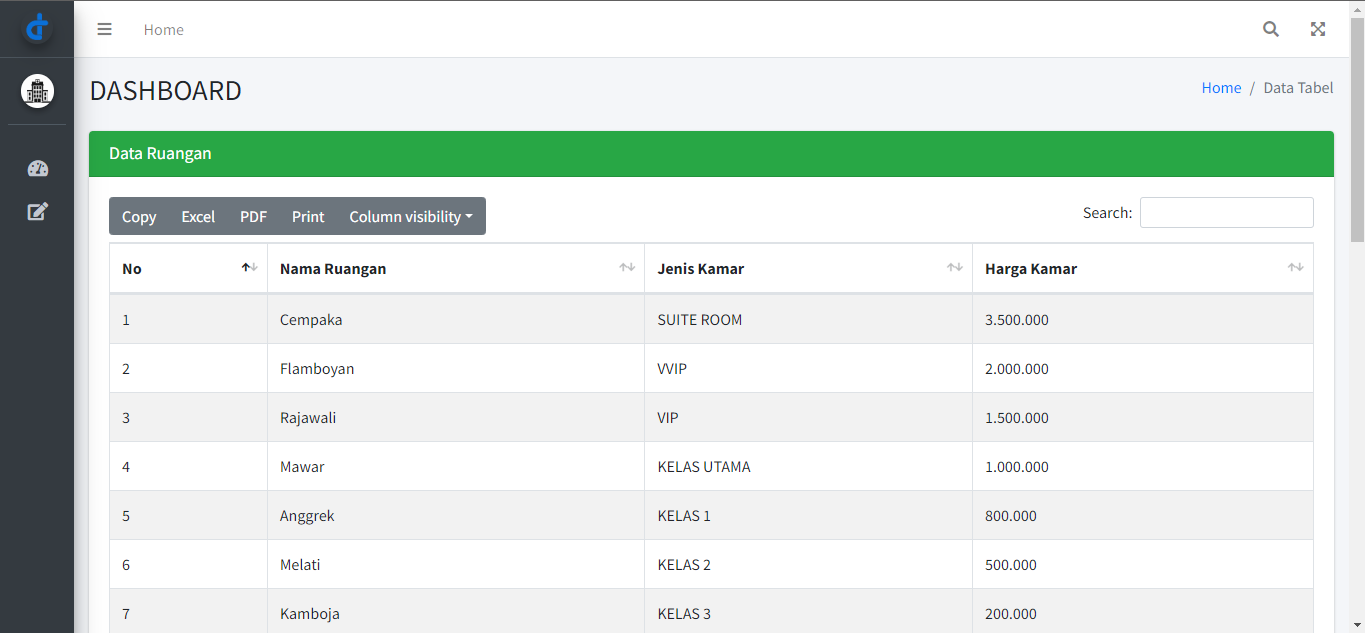 Home
DASHBOARD
Home / Data Tabel
Data Ruangan
Copy Excel PDF Print Column visibility
Search:
No Nama Ruangan Jenis Kamar Harga Kamar
1 Cempaka SUITE ROOM 3.500.000
2 Flamboyan VVIP 2.000.000
3 Rajawali VIP 1.500.000
4 Mawar KELAS UTAMA 1.000.000
5 Anggrek KELAS 1 800.000
6 Melati KELAS 2 500.000
7 Kamboja KELAS 3 200.000